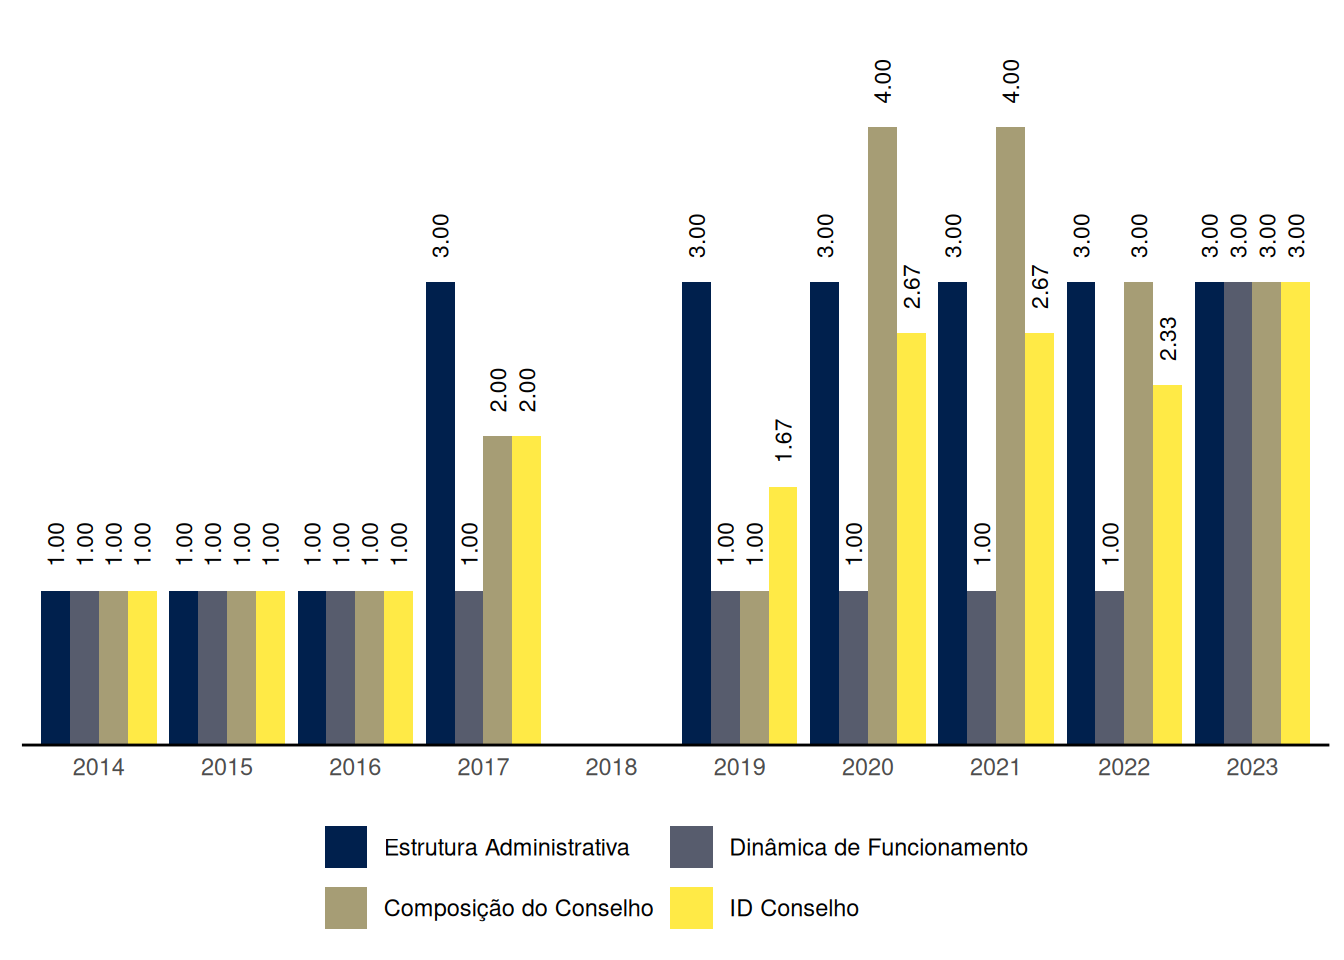 4.00 4.00
3.00 3.00 3.00 3.00 3.00 3.00 3.00 3.00 3.00 3.00
2.67 2.67
2.33
2.00 2.00
1.67
1.00 1.00 1.00 1.00 1.00 1.00 1.00 1.00 1.00 1.00 1.00 1.00 1.00 1.00 1.00 1.00 1.00 1.00
2014 2015 2016 2017 2018 2019 2020 2021 2022 2023
Estrutura Administrativa Dinâmica de Funcionamento
Composição do Conselho ID Conselho